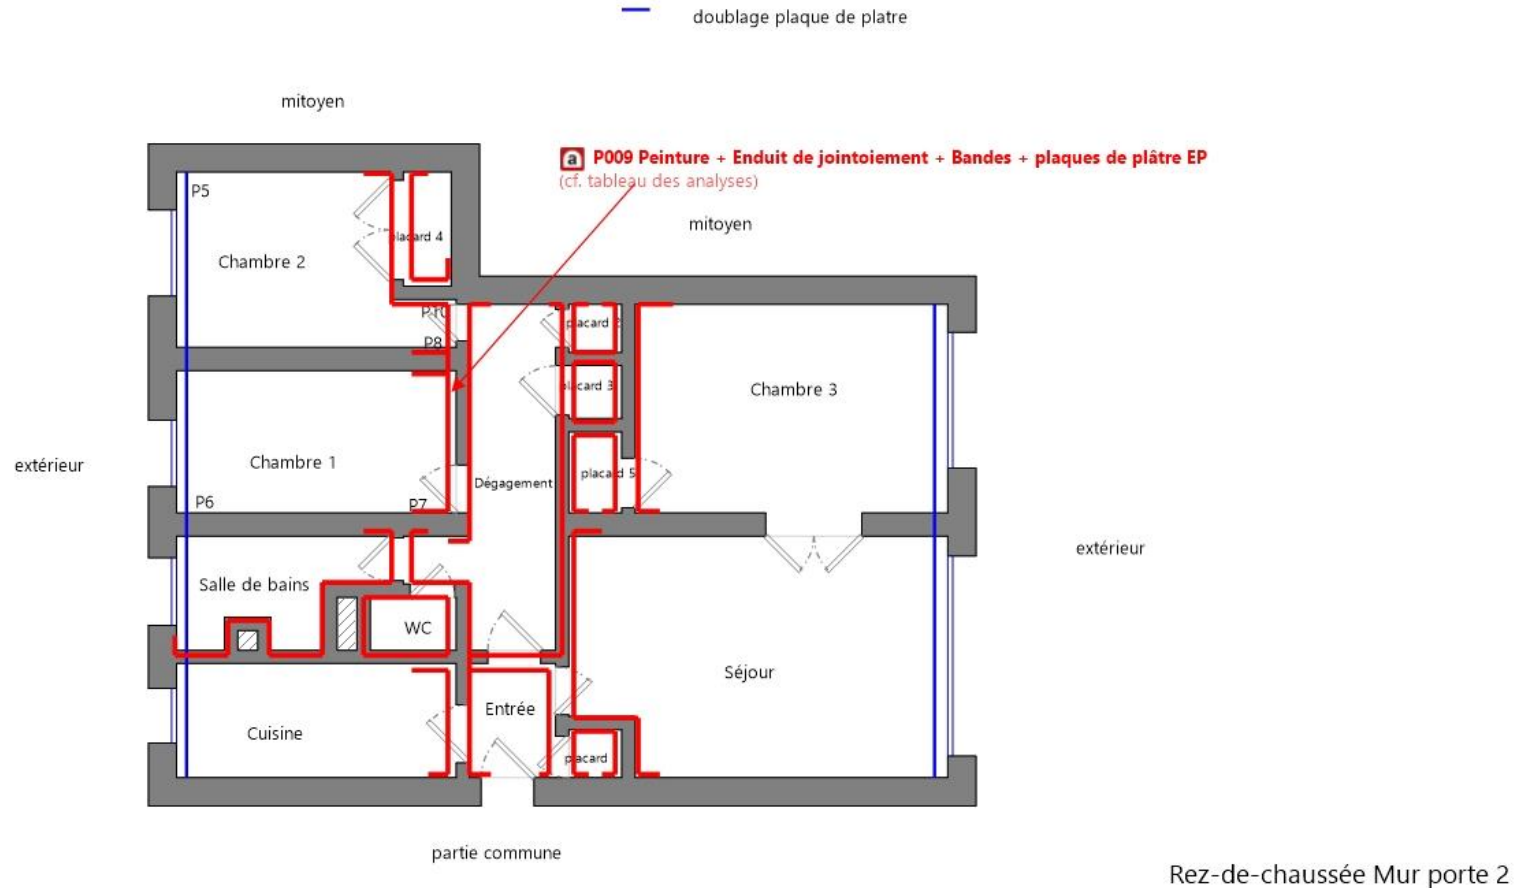 doublage plaque de platre
mitoyen
a P009 Peinture + Enduit de jointoiement + Bandes + plaques de plâtre EP
(cf. tableau des analyses)
mitoyen
P5
placard 4
Chambre 2
P10
placard 2
P8
placard 3
Chambre 3
extérieur
Chambre 1
placard 5
Dégagement
P6
P7
extérieur
Salle de bains
WC
Séjour
Entrée
Cuisine
placard
partie commune
Rez-de-chaussée Mur porte 2